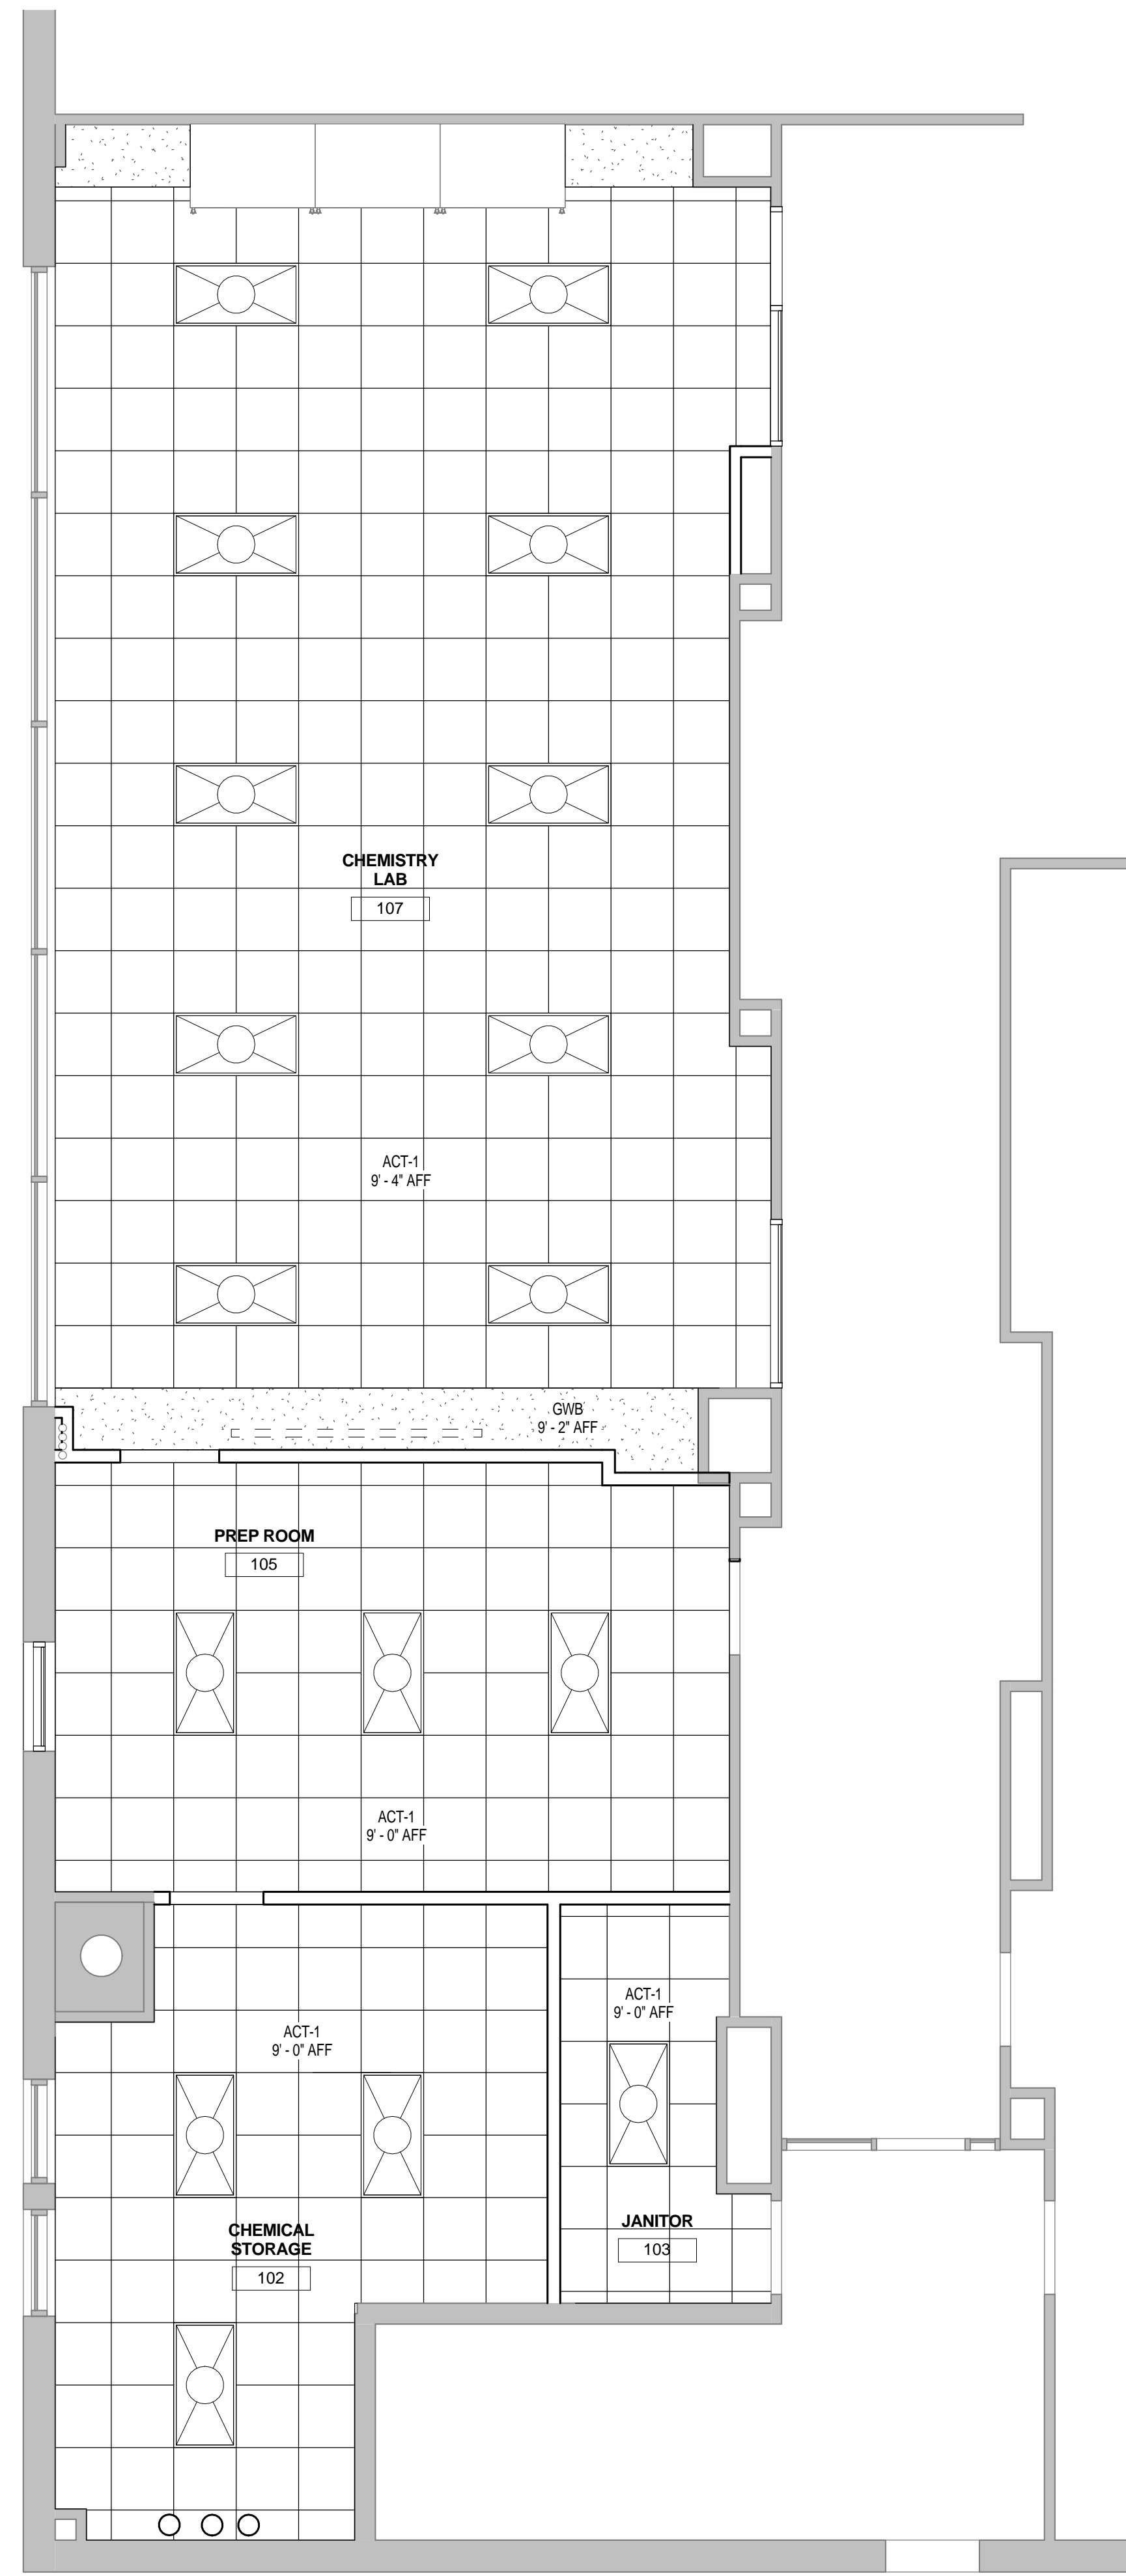 CHEMISTRY
LAB
107
ACT-1
9' - 4" AFF
GWB
9' - 2" AFF
PREP ROOM
105
ACT-1
9' - 0" AFF
ACT-1
9' - 0" AFF
ACT-1
9' - 0" AFF
JANITOR
103
CHEMICAL
STORAGE
102